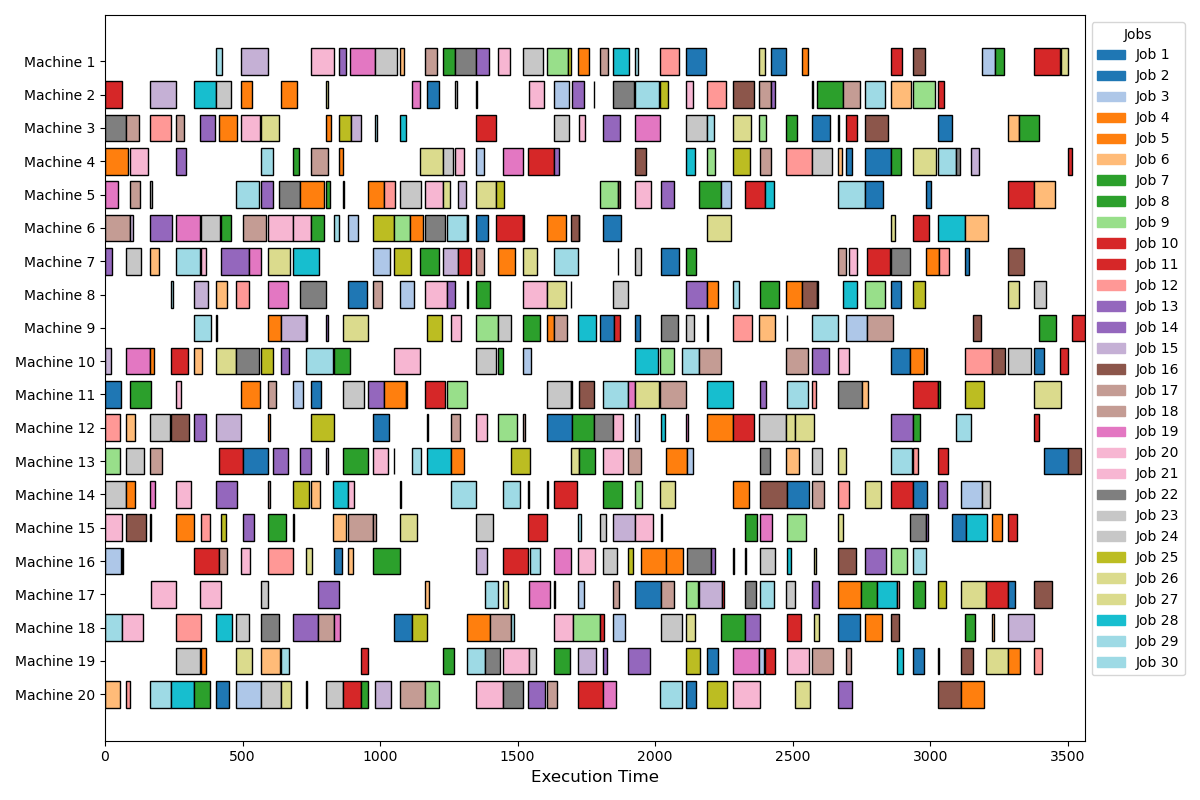 Machine 1
Machine 2
Machine 3
Machine 4
Machine 5
Machine 6
Machine 7
Machine 8
Machine 9
Machine 10
Machine 11
Machine 12
Machine 13
Machine 14
Machine 15
Machine 16
Machine 17
Machine 18
Machine 19
Machine 20
0 500 1000 1500 2000 2500 3000 3500
Execution Time
Jobs
Job 1
Job 2
Job 3
Job 4
Job 5
Job 6
Job 7
Job 8
Job 9
Job 10
Job 11
Job 12
Job 13
Job 14
Job 15
Job 16
Job 17
Job 18
Job 19
Job 20
Job 21
Job 22
Job 23
Job 24
Job 25
Job 26
Job 27
Job 28
Job 29
Job 30